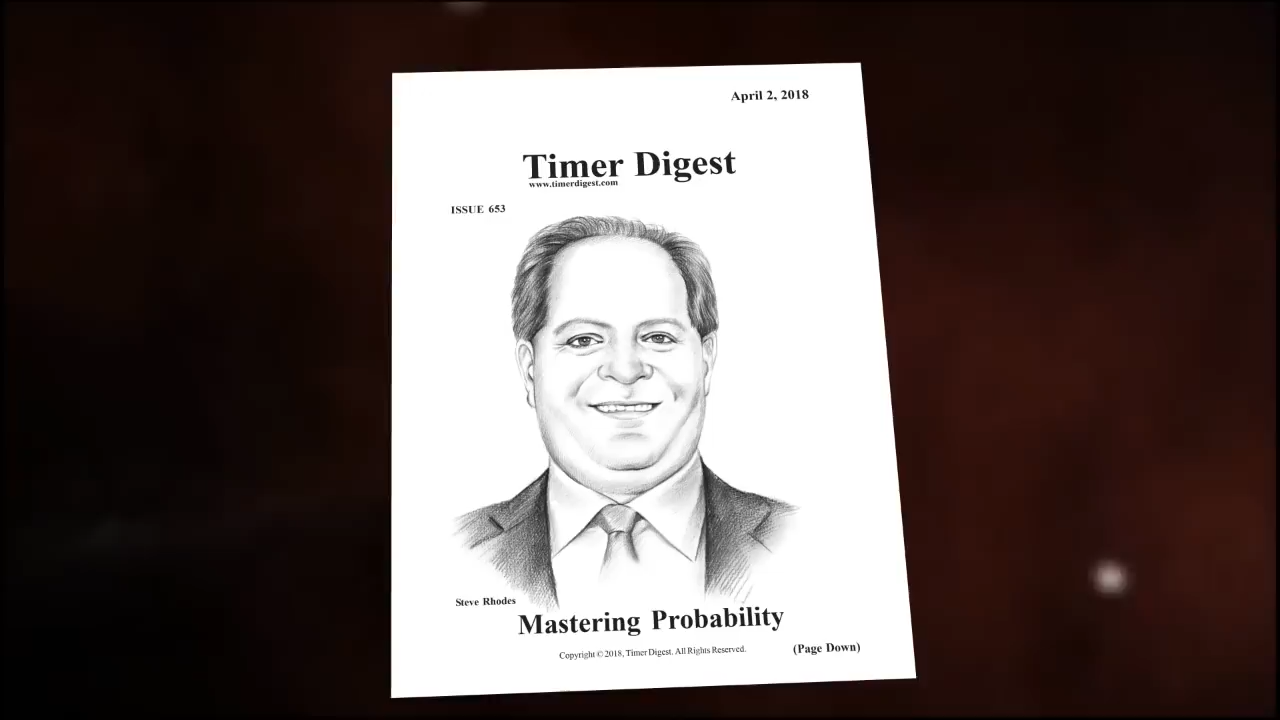 April 2, 2018
Timer Digest
www.timerdigest.com
ISSUE 653
Steve Rhodes
Mastering Probability
Copyright © 2018, Timer Digest. All Rights Reserved.
(Page Down)